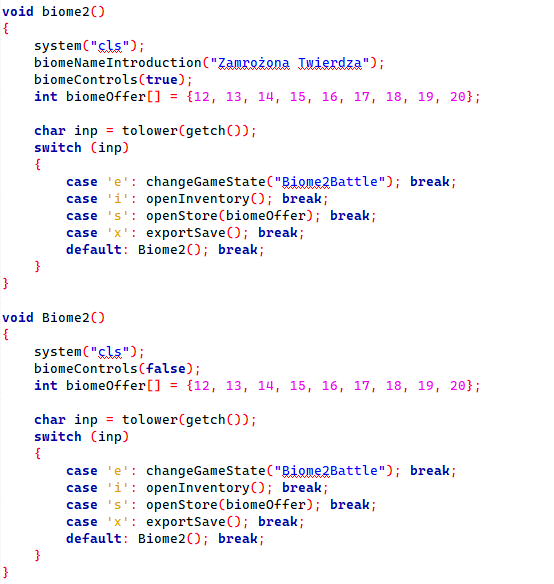 void biome2()
{
    system("cls");
    biomeNameIntroduction("Zamrożona Twierdza");
    biomeControls(true);
    int biomeOffer[] = {12, 13, 14, 15, 16, 17, 18, 19, 20};

    char inp = tolower(getch());
    switch (inp)
    {
        case 'e': changeGameState("Biome2Battle"); break;
        case 'i': openInventory(); break;
        case 's': openStore(biomeOffer); break;
        case 'x': exportSave(); break;
        default: Biome2(); break;
    }
}

void Biome2()
{
    system("cls");
    biomeControls(false);
    int biomeOffer[] = {12, 13, 14, 15, 16, 17, 18, 19, 20};

    char inp = tolower(getch());
    switch (inp)
    {
        case 'e': changeGameState("Biome2Battle"); break;
        case 'i': openInventory(); break;
        case 's': openStore(biomeOffer); break;
        case 'x': exportSave(); break;
        default: Biome2(); break;
    }
}